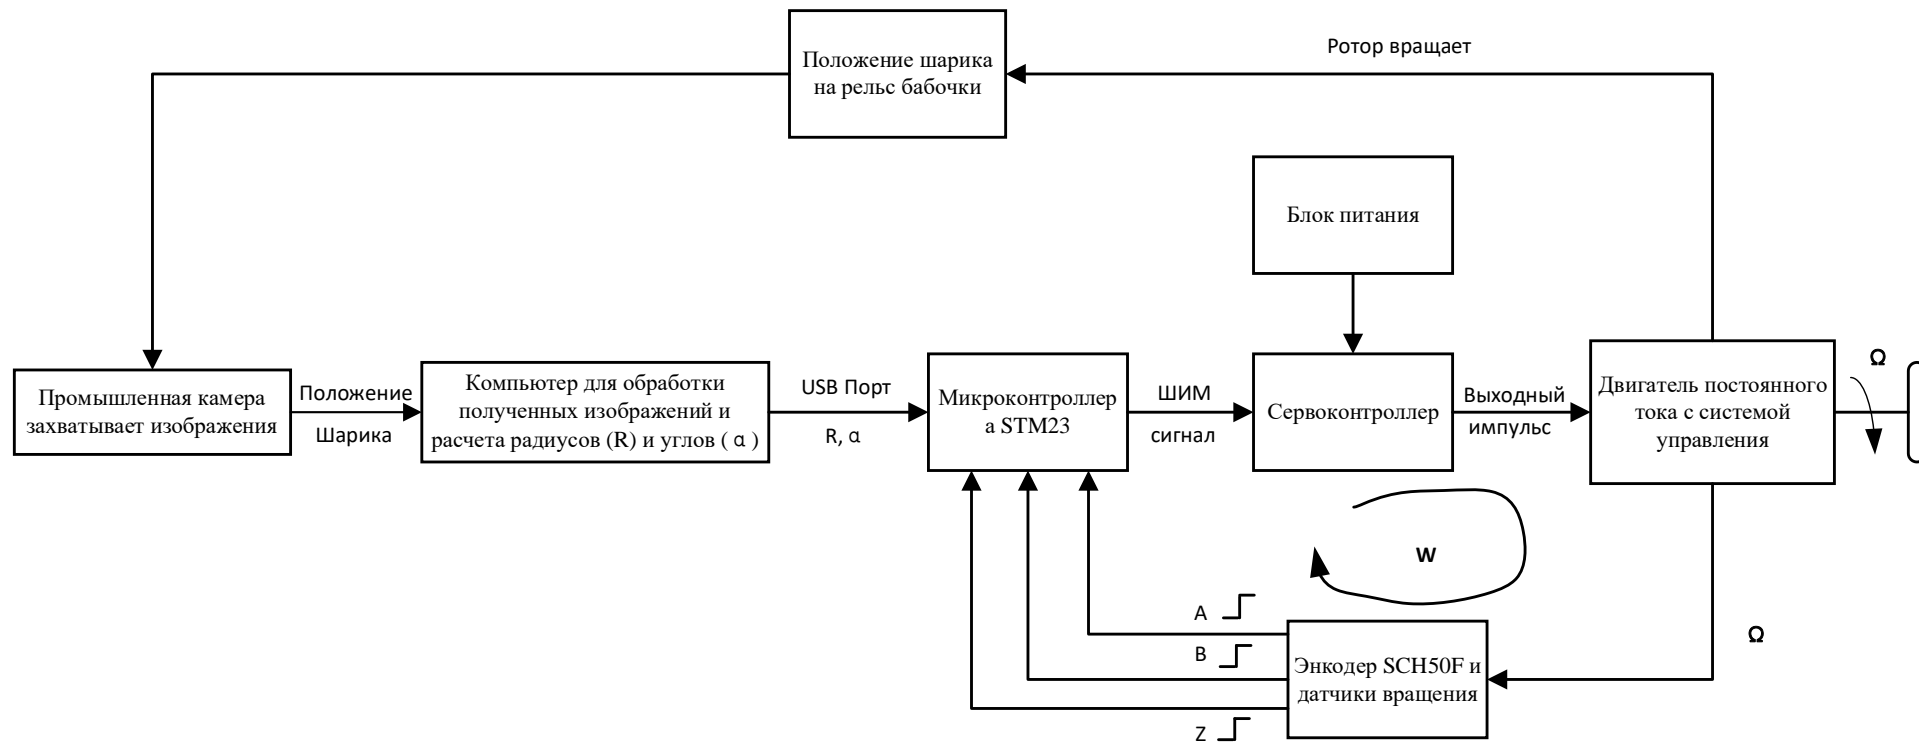 Ротор вращает
Положение шарика
на рельс бабочки
Блок питания
Промышленная камера
захватывает изображения
Положение
Шарика
Компьютер для обработки
полученных изображений и
расчета радиусов (R) и углов ( α )
USB Порт
R, α
Микроконтроллер
а STM23
ШИМ
сигнал
Сервоконтроллер
Выходный
импульс
Двигатель постоянного
тока с системой
управления
Ω
W
A
B
Z
Энкодер SCH50F и
датчики вращения
Ω